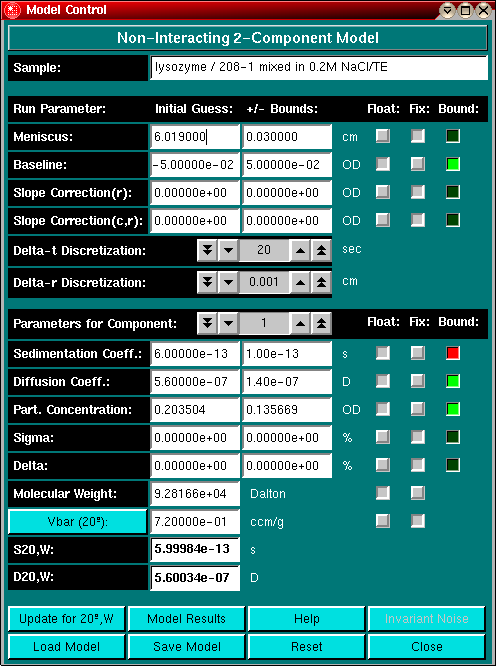 Model Control
Non-Interacting 2-Component Model
Sample: lysozyme / 208-1 mixed in 0.2M NaCl/TE
Run Parameter: Initial Guess: +/- Bounds: Float: Fix: Bound:
Meniscus: 6.019000 0.030000 cm
Baseline: -5.00000e-02 5.00000e-02 OD
Slope Correction(r): 0.00000e+00 0.00000e+00 OD
Slope Correction(c,r): 0.00000e+00 0.00000e+00 OD
Delta-t Discretization: 20 sec
Delta-r Discretization: 0.001 cm
Parameters for Component: 1 Float: Fix: Bound:
Sedimentation Coeff.: 6.00000e-13 1.00e-13 s
Diffusion Coeff.: 5.60000e-07 1.40e-07 D
Part. Concentration: 0.203504 0.135669 OD
Sigma: 0.00000e+00 0.00000e+00 %
Delta: 0.00000e+00 0.00000e+00 %
Molecular Weight: 9.28166e+04 Dalton
Vbar (20º): 7.20000e-01 ccm/g
S20,W: 5.99984e-13 s
D20,W: 5.60034e-07 D
Update for 20º,W Model Results Help Invariant Noise
Load Model Save Model Reset Close